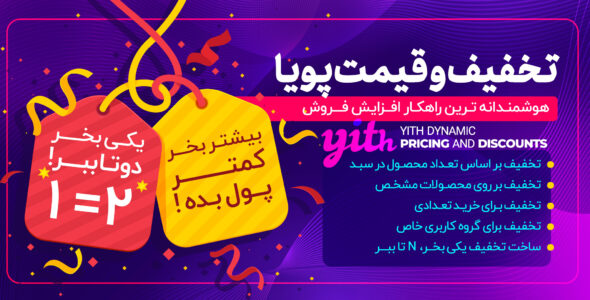 تخفیف و قیمت پویا
هوشمندانه ترین راهکار افزایش فروش
yith
YITH DYNAMIC
PRICING AND DISCOUNTS
تخفیف بر اساس تعداد محصول در سبد
تخفیف بر روی محصولات مشخص
تخفیف برای خرید تعدادی
تخفیف برای گروه کاربری خاص
ساخت تخفیف یکی بخر، N تا ببر
بیشتر بخر
کمتر
پول بده!
یکی بخر
دوتا ببر!
۱=۲